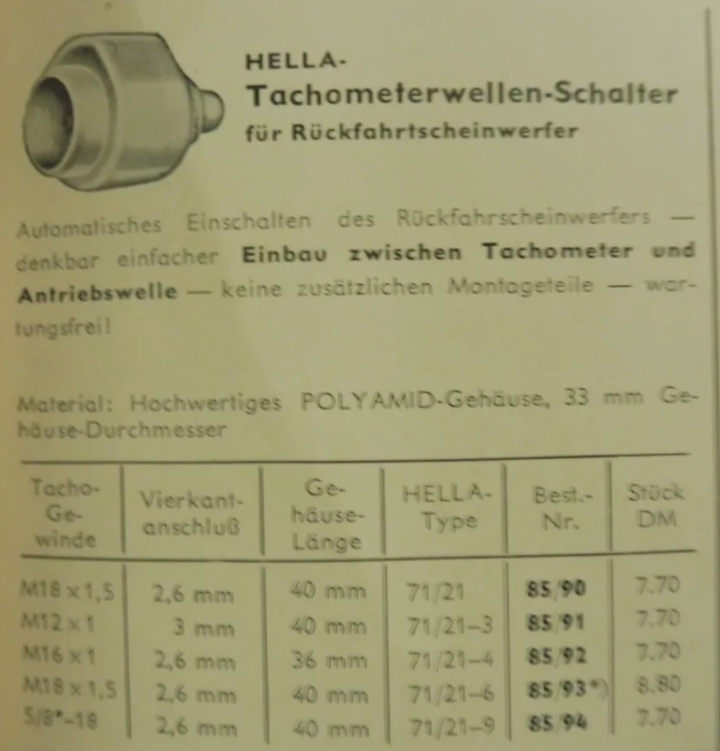 HELLA-
Tachometerwellen-Schalter
für Rückfahrtscheinwerfer
Automatisches Einschalten des Rückfahrscheinwerfers —
denkbar einfacher Einbau zwischen Tachometer und
Antriebswelle — keine zusätzlichen Montageteile — war-
tungsfrei!
Material: Hochwertiges POLYAMID-Gehäuse, 33 mm Ge-
häuse-Durchmesser
Tacho-Ge-winde Vierkant-anschluß Ge-häuse-Länge HELLA-Type Best.-Nr. Stück DM
M18 x 1,5 2,6 mm 40 mm 71/21 85/90 7.70
M12 x 1 3 mm 40 mm 71/21–3 85/91 7.70
M16 x 1 2,6 mm 36 mm 71/21–4 85/92 7.70
M18 x 1,5 2,6 mm 40 mm 71/21–6 85/93*) 8.80
5/8"–18 2,6 mm 40 mm 71/21–9 85/94 7.70